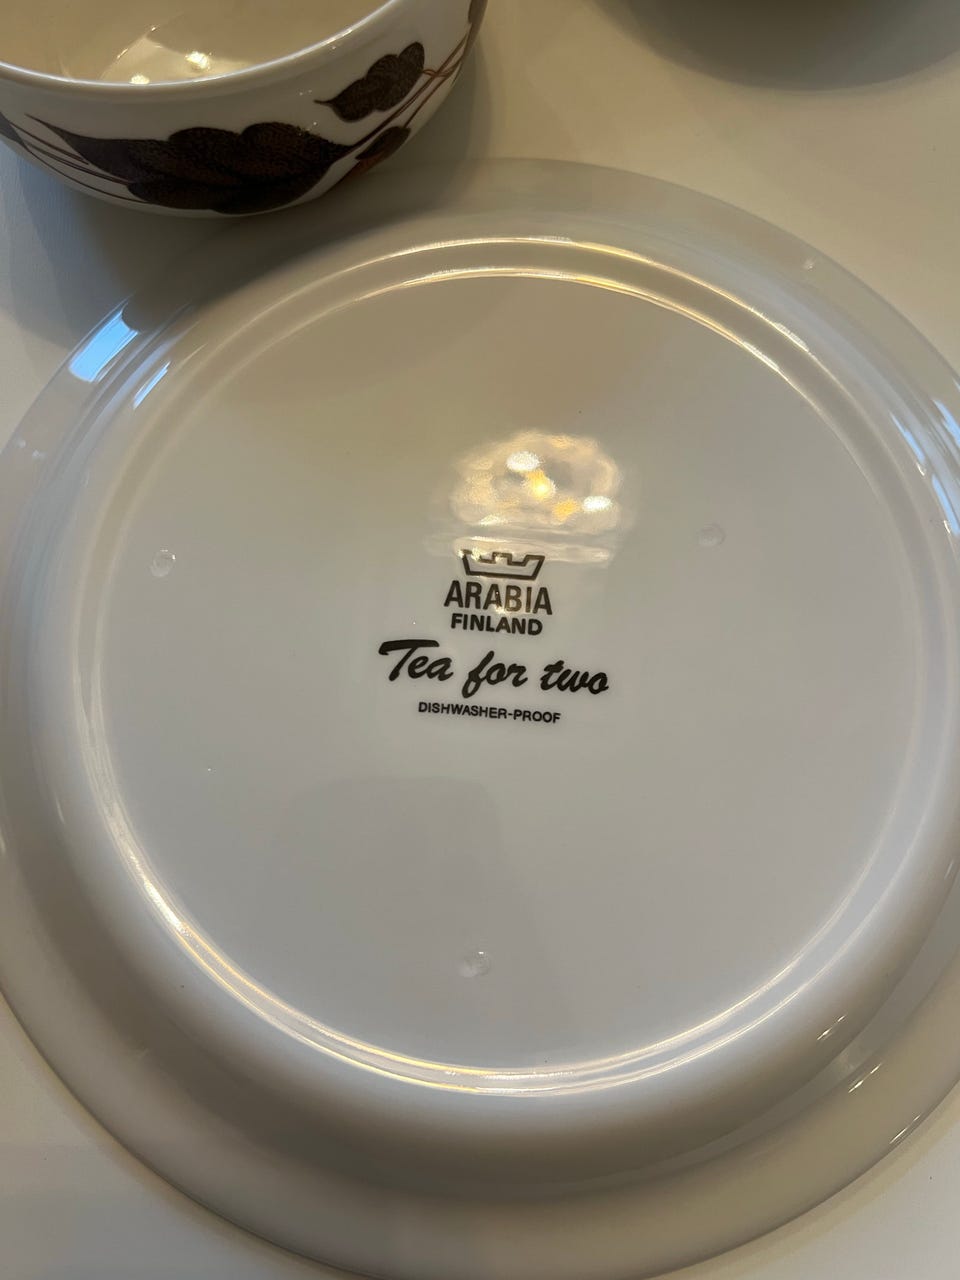 ARABIA
FINLAND
Tea for two
DISHWASHER-PROOF